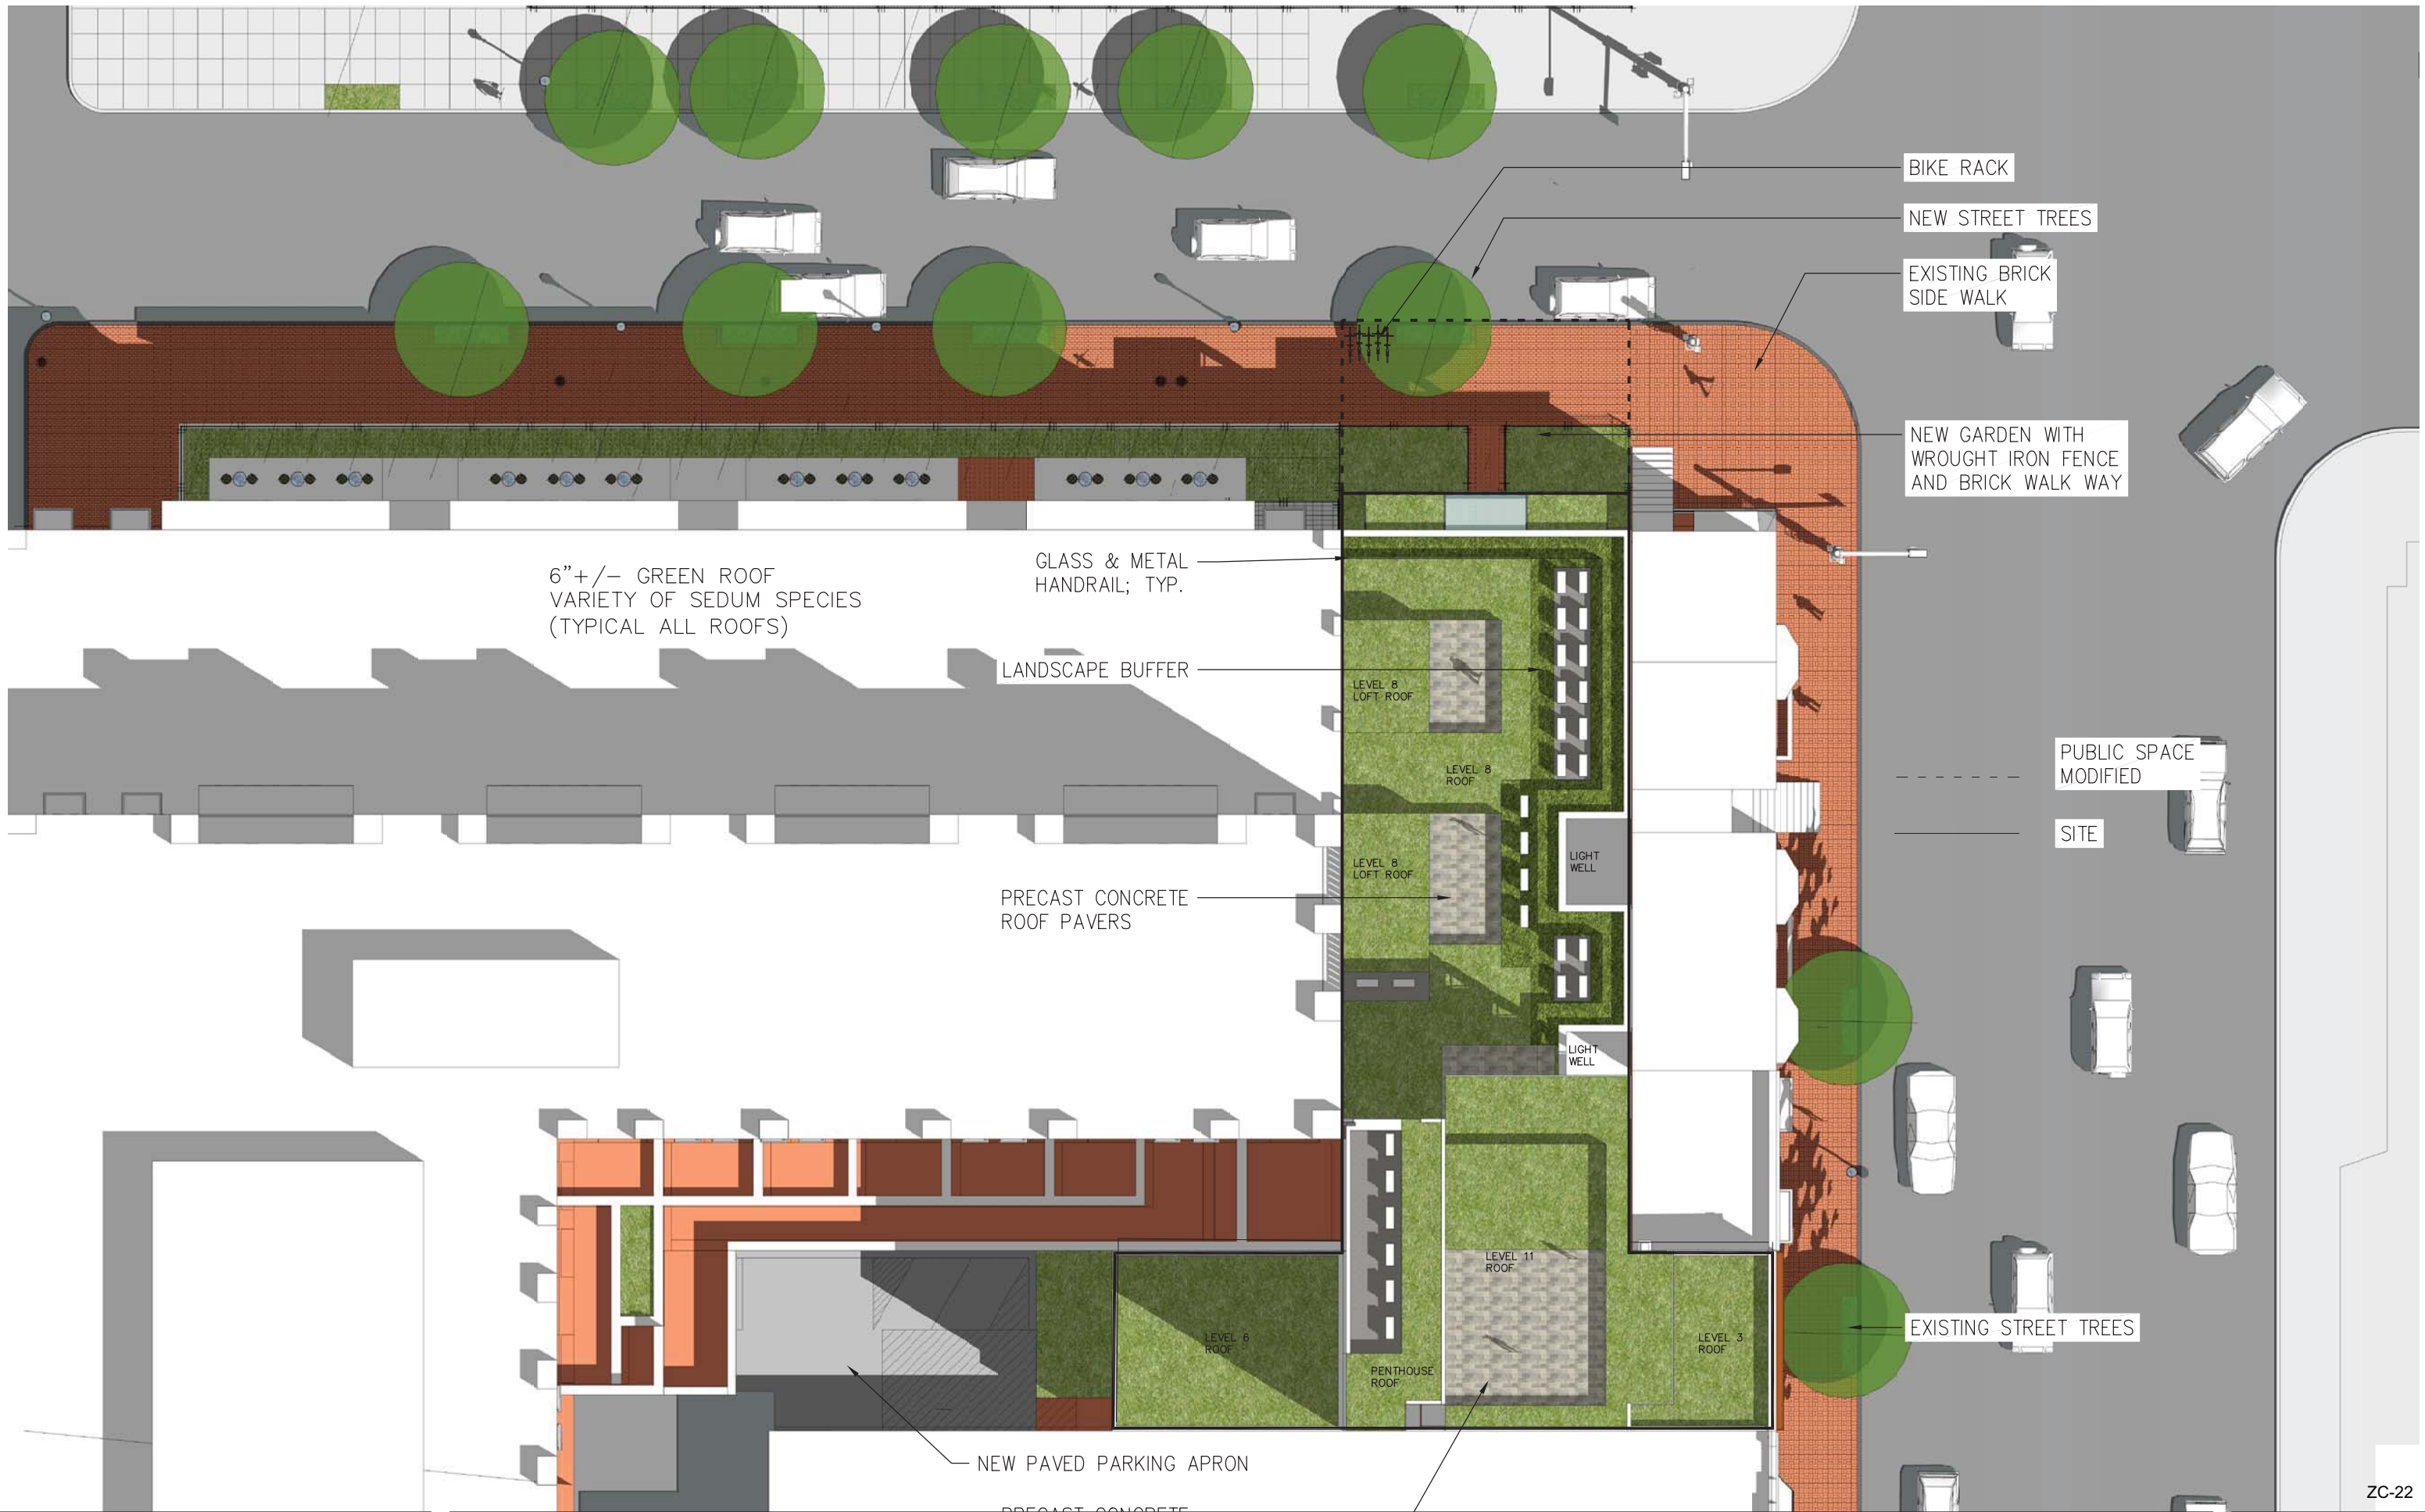 BIKE RACK
NEW STREET TREES
EXISTING BRICK
SIDE WALK
NEW GARDEN WITH
WROUGHT IRON FENCE
AND BRICK WALK WAY
6"+/- GREEN ROOF
VARIETY OF SEDUM SPECIES
(TYPICAL ALL ROOFS)
GLASS & METAL
HANDRAIL; TYP.
LANDSCAPE BUFFER
LEVEL 8
LOFT ROOF
LEVEL 8
ROOF
PUBLIC SPACE
MODIFIED
SITE
LEVEL 8
LOFT ROOF
LIGHT
WELL
PRECAST CONCRETE
ROOF PAVERS
LIGHT
WELL
LEVEL 11
ROOF
LEVEL 6
ROOF
PENTHOUSE
ROOF
LEVEL 3
ROOF
EXISTING STREET TREES
NEW PAVED PARKING APRON
PRECAST CONCRETE
ZC-22